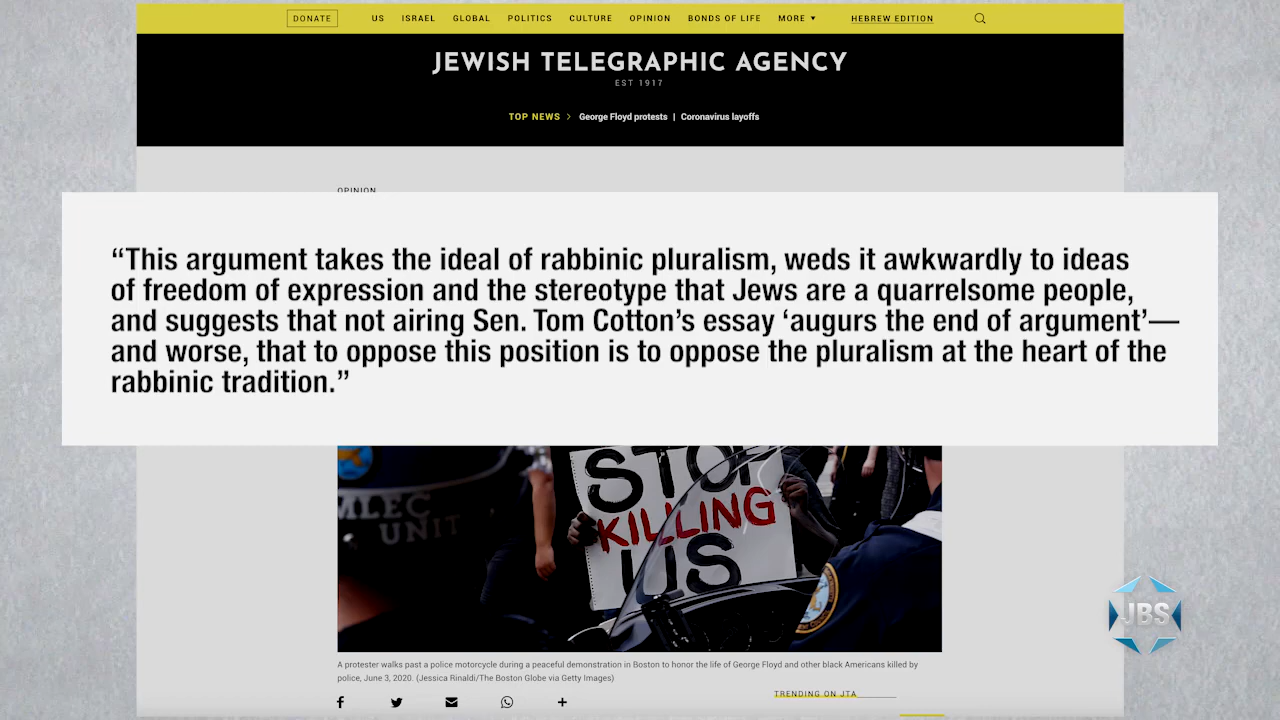 DONATE US ISRAEL GLOBAL POLITICS CULTURE OPINION BONDS OF LIFE MORE ▼ HEBREW EDITION
JEWISH TELEGRAPHIC AGENCY
EST 1917
TOP NEWS > George Floyd protests | Coronavirus layoffs
OPINION
“This argument takes the ideal of rabbinic pluralism, weds it awkwardly to ideas
of freedom of expression and the stereotype that Jews are a quarrelsome people,
and suggests that not airing Sen. Tom Cotton’s essay ‘augurs the end of argument’—
and worse, that to oppose this position is to oppose the pluralism at the heart of the
rabbinic tradition.”
STOP
KILLING
US
MLEC
UNIT
JBS
A protester walks past a police motorcycle during a peaceful demonstration in Boston to honor the life of George Floyd and other black Americans killed by
police, June 3, 2020. (Jessica Rinaldi/The Boston Globe via Getty Images)
TRENDING ON JTA